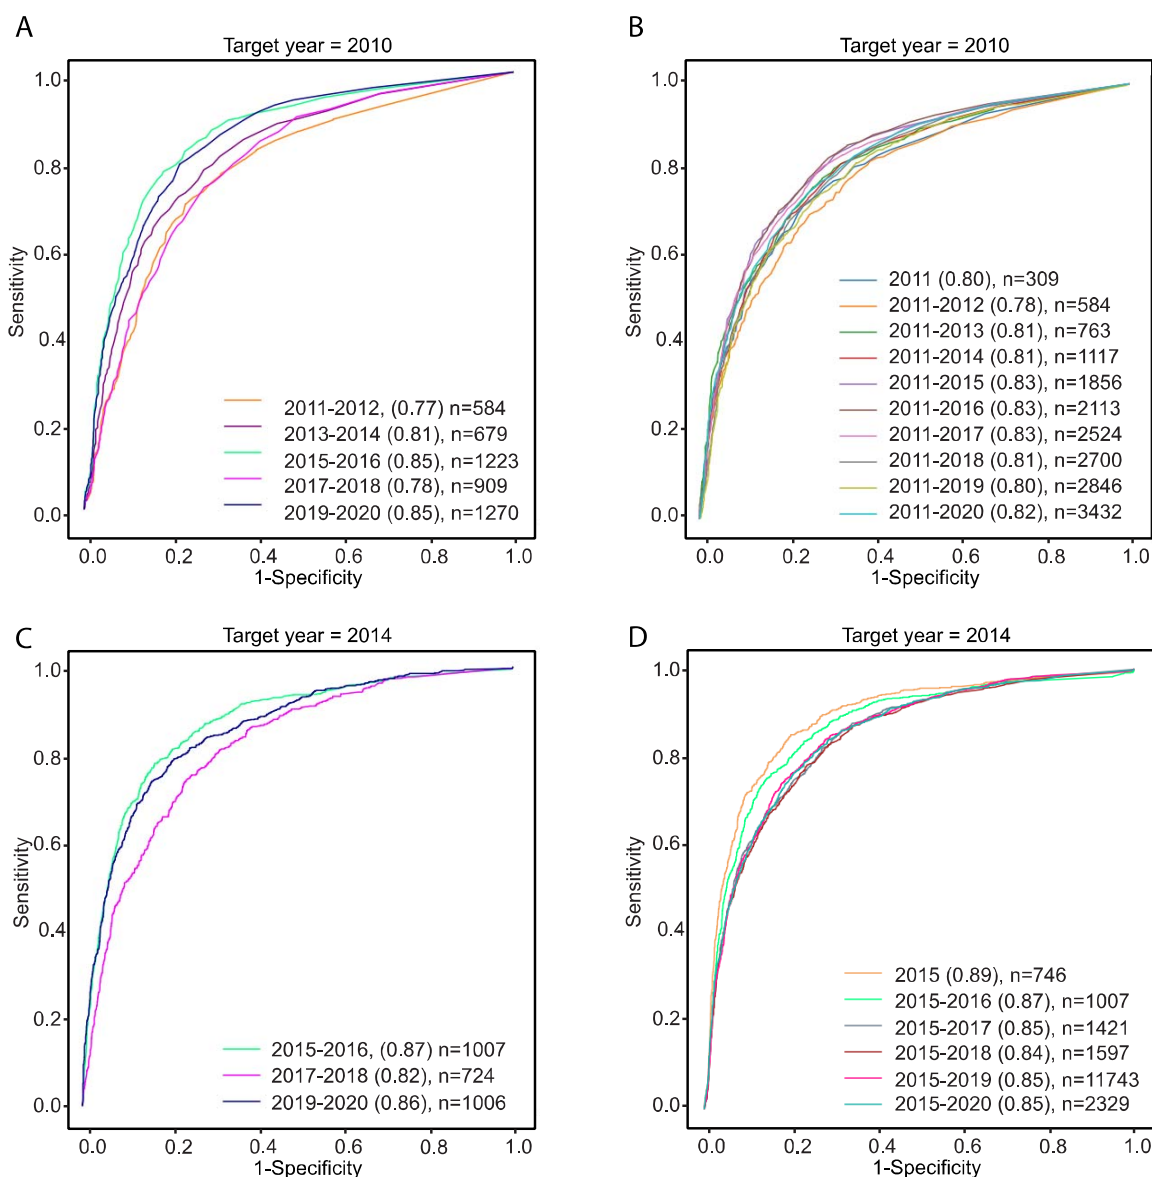 A
Target year = 2010
Sensitivity
1.0
0.8
0.6
0.4
0.2
0.0
2011-2012, (0.77) n=584
2013-2014 (0.81), n=679
2015-2016 (0.85), n=1223
2017-2018 (0.78), n=909
2019-2020 (0.85), n=1270
0.0 0.2 0.4 0.6 0.8 1.0
1-Specificity
B
Target year = 2010
Sensitivity
1.0
0.8
0.6
0.4
0.2
0.0
2011 (0.80), n=309
2011-2012 (0.78), n=584
2011-2013 (0.81), n=763
2011-2014 (0.81), n=1117
2011-2015 (0.83), n=1856
2011-2016 (0.83), n=2113
2011-2017 (0.83), n=2524
2011-2018 (0.81), n=2700
2011-2019 (0.80), n=2846
2011-2020 (0.82), n=3432
0.0 0.2 0.4 0.6 0.8 1.0
1-Specificity
C
Target year = 2014
Sensitivity
1.0
0.8
0.6
0.4
0.2
0.0
2015-2016, (0.87) n=1007
2017-2018 (0.82), n=724
2019-2020 (0.86), n=1006
0.0 0.2 0.4 0.6 0.8 1.0
1-Specificity
D
Target year = 2014
Sensitivity
1.0
0.8
0.6
0.4
0.2
0.0
2015 (0.89), n=746
2015-2016 (0.87), n=1007
2015-2017 (0.85), n=1421
2015-2018 (0.84), n=1597
2015-2019 (0.85), n=11743
2015-2020 (0.85), n=2329
0.0 0.2 0.4 0.6 0.8 1.0
1-Specificity